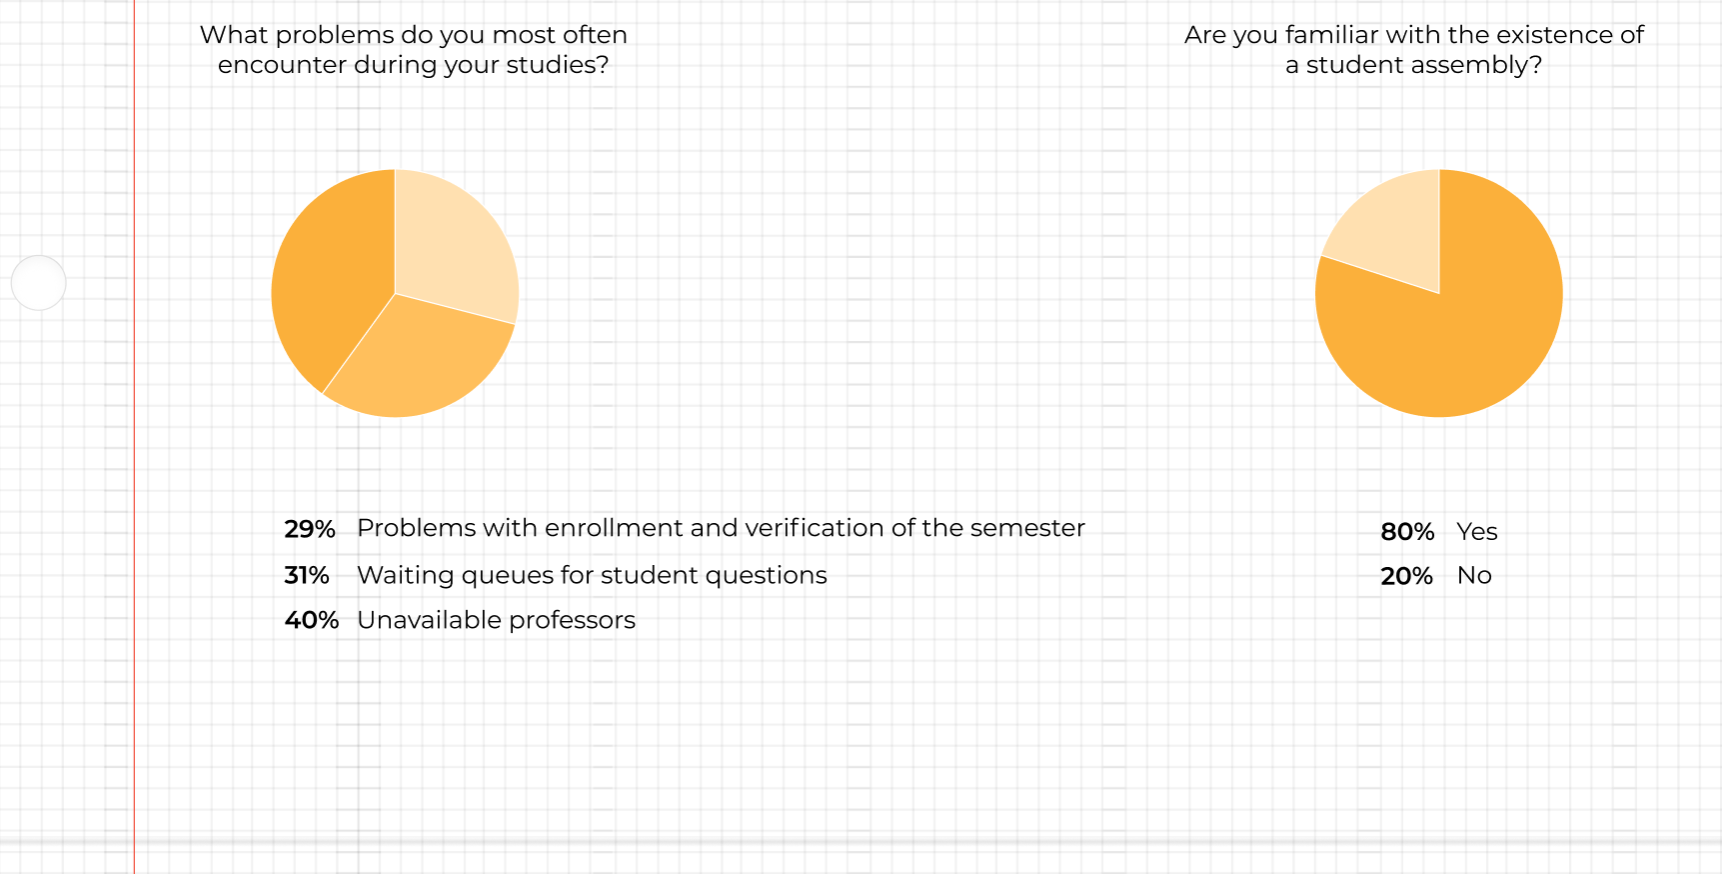 What problems do you most often
encounter during your studies?
29% Problems with enrollment and verification of the semester
31% Waiting queues for student questions
40% Unavailable professors
Are you familiar with the existence of
a student assembly?
80% Yes
20% No